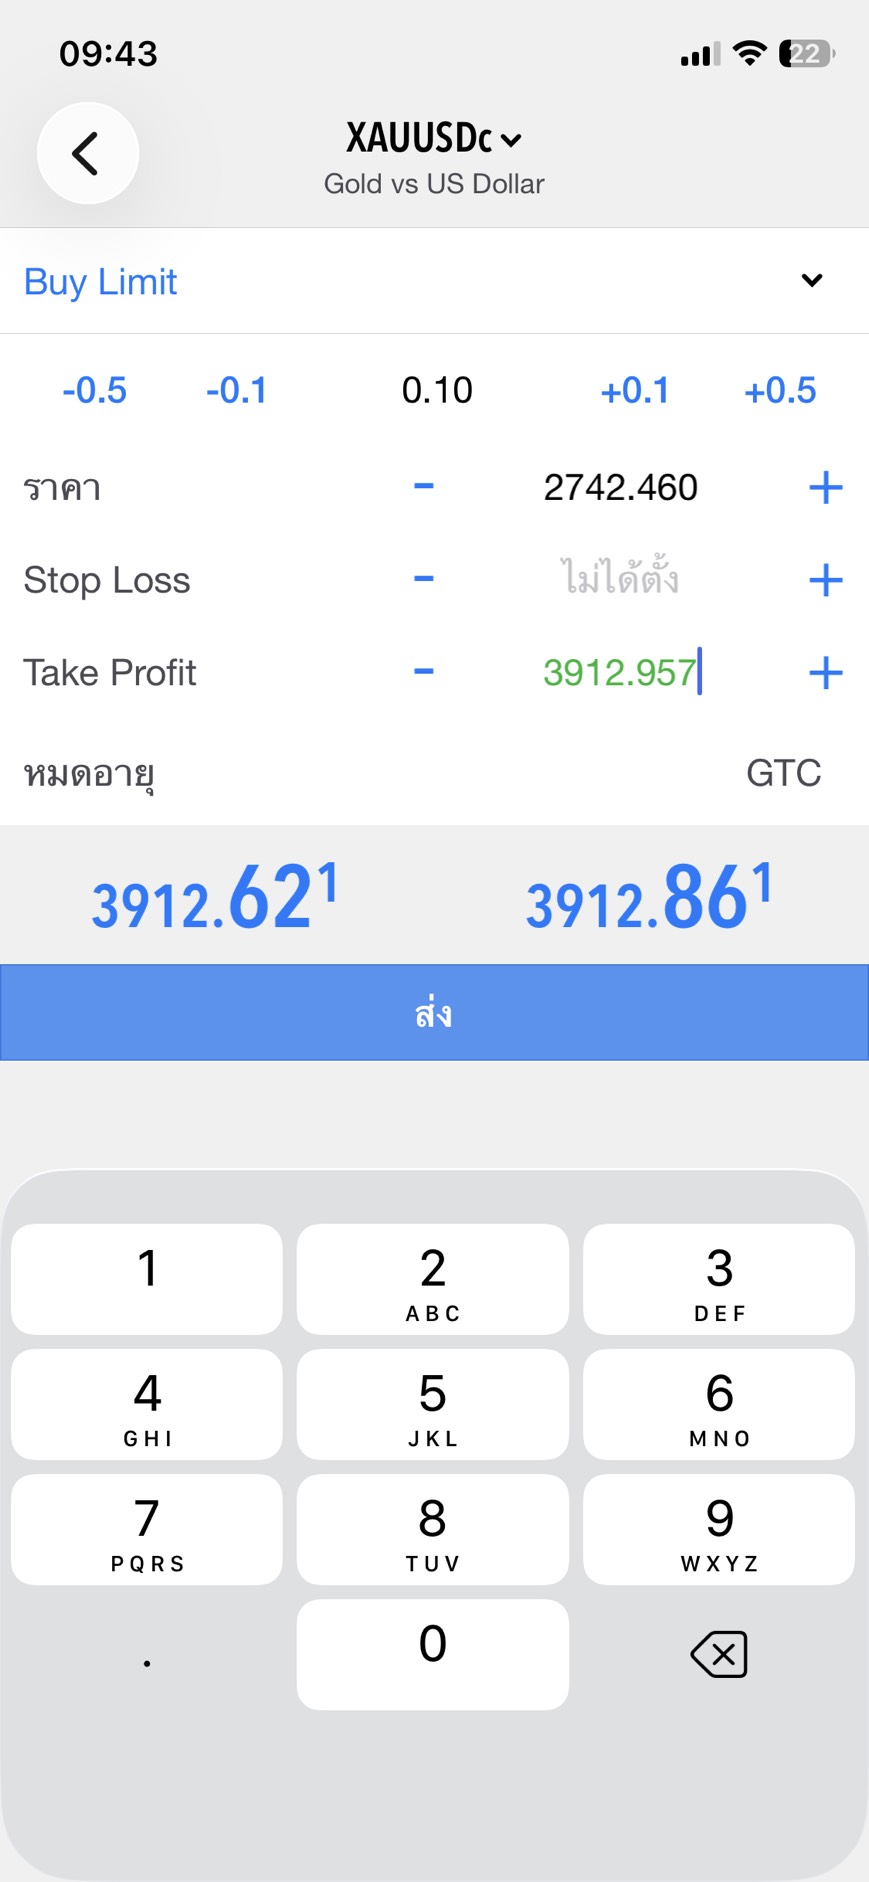 09:43
22
XAUUSDc
Gold vs US Dollar
Buy Limit
-0.5 -0.1 0.10 +0.1 +0.5
ราคา - 2742.460 +
Stop Loss - ไม่ได้ตั้ง +
Take Profit - 3912.957 +
หมดอายุ GTC
3912.621 3912.861
ส่ง
1 2 3
ABC DEF
4 5 6
GHI JKL MNO
7 8 9
PQRS TUV WXYZ
. 0